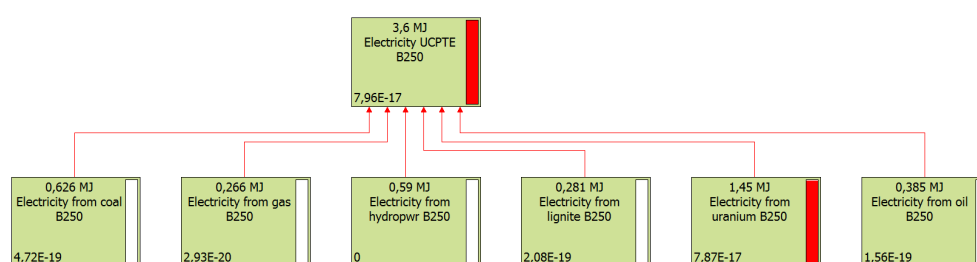 3,6 MJ
Electricity UCPTE
B250
7,96E-17
0,626 MJ
Electricity from coal
B250
4,72E-19
0,266 MJ
Electricity from gas
B250
2,93E-20
0,59 MJ
Electricity from
hydropwr B250
0
0,281 MJ
Electricity from
lignite B250
2,08E-19
1,45 MJ
Electricity from
uranium B250
7,87E-17
0,385 MJ
Electricity from oil
B250
1,56E-19